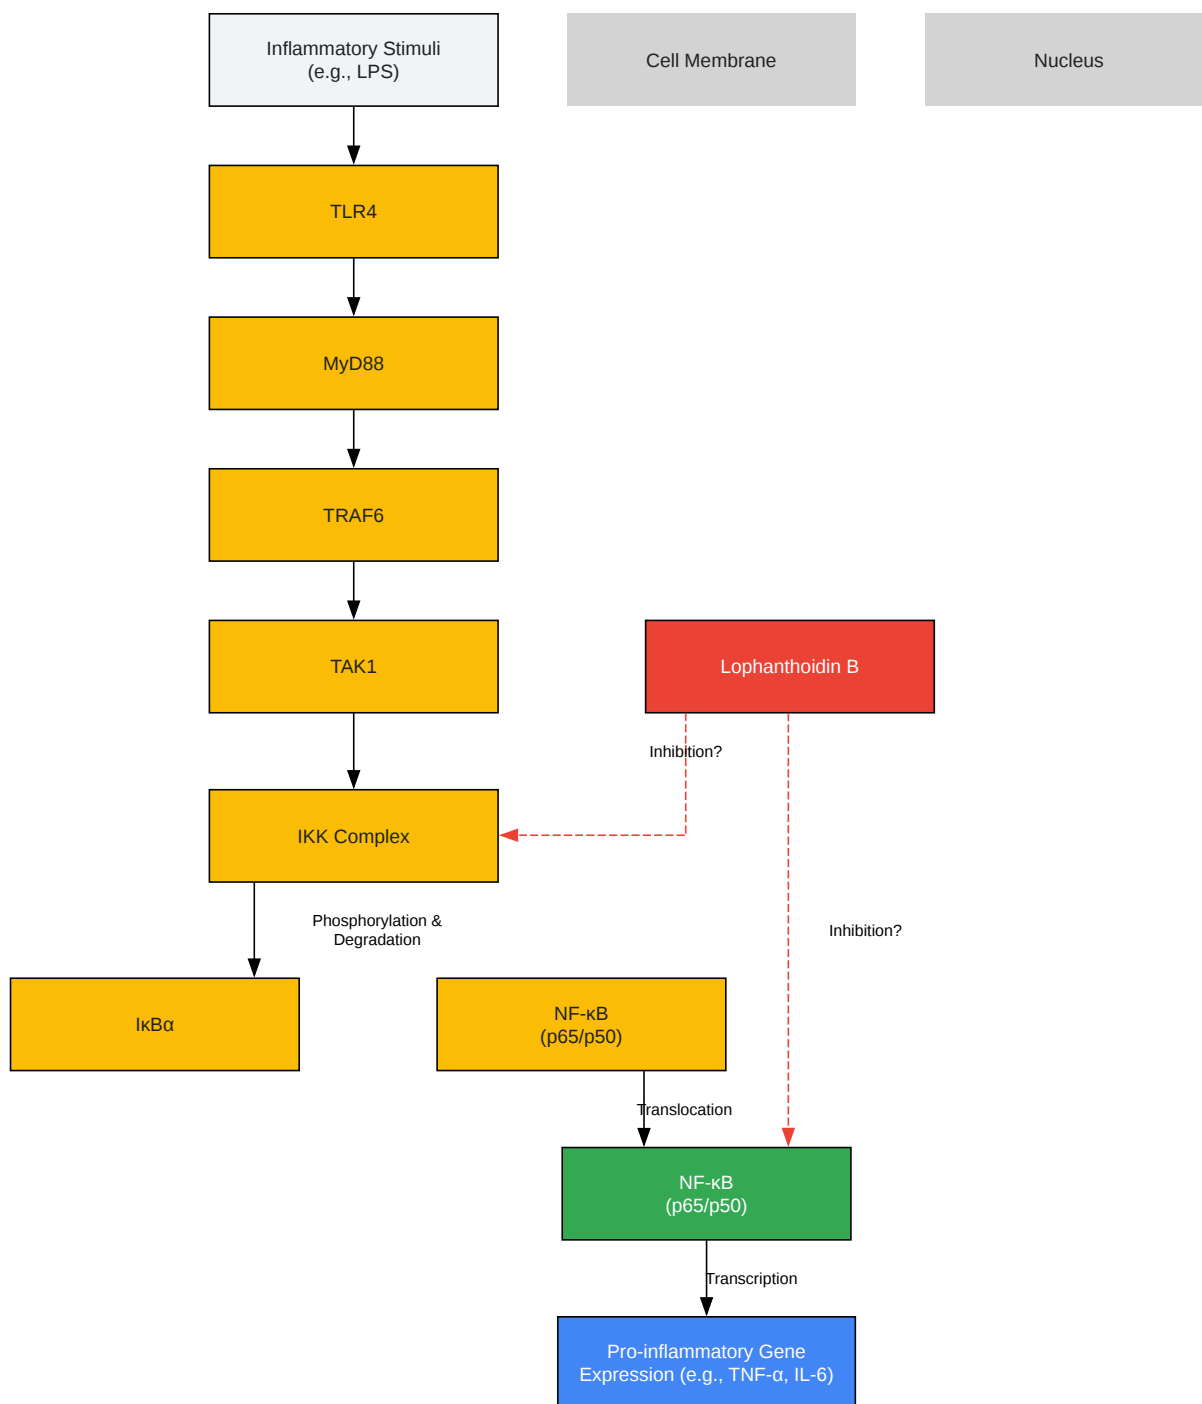 Inflammatory Stimuli
(e.g., LPS)
Cell Membrane
Nucleus
TLR4
MyD88
TRAF6
TAK1
Lophanthoidin B
Inhibition?
IKK Complex
Phosphorylation &
Degradation
Inhibition?
IκBα
NF-κB
(p65/p50)
Translocation
NF-κB
(p65/p50)
Transcription
Pro-inflammatory Gene
Expression (e.g., TNF-α, IL-6)